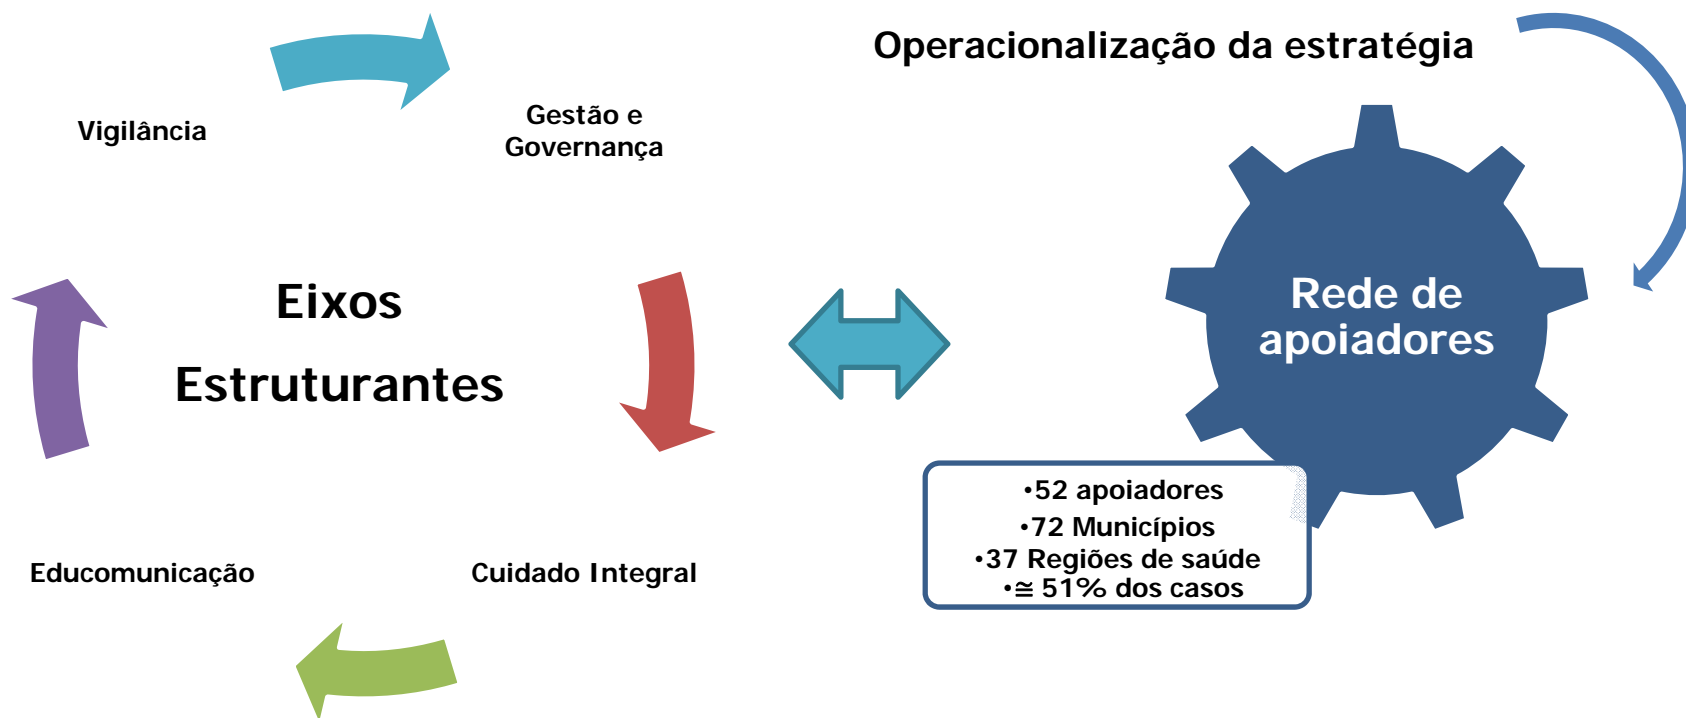 Operacionalização da estratégia
Vigilância
Gestão e
Governança
Eixos
Estruturantes
Educomunicação
Cuidado Integral
Rede de
apoiadores
•52 apoiadores
•72 Municípios
•37 Regiões de saúde
•≅ 51% dos casos